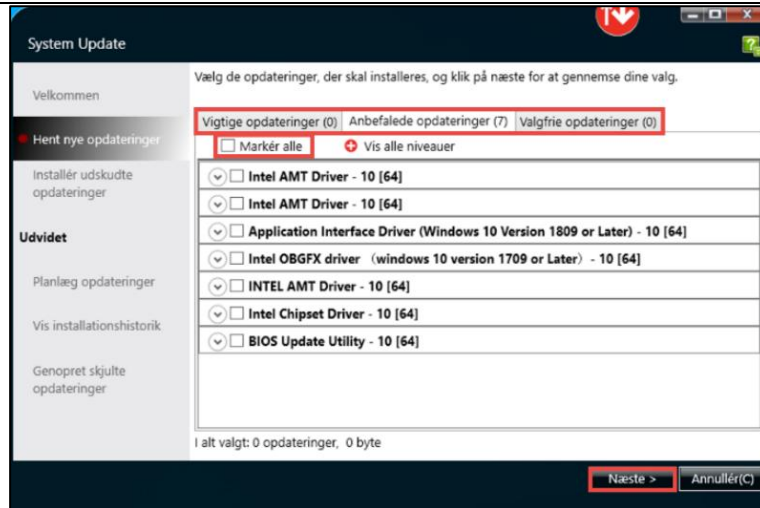 System Update
Vælg de opdateringer, der skal installeres, og klik på næste for at gennemse dine valg.
Velkommen
Hent nye opdateringer
Installér udskudte
opdateringer
Udvidet
Planlæg opdateringer
Vis installationshistorik
Genopret skjulte
opdateringer
Vigtige opdateringer (0) Anbefalede opdateringer (7) Valgfrie opdateringer (0)
Markér alle Vis alle niveauer
Intel AMT Driver - 10 [64]
Intel AMT Driver - 10 [64]
Application Interface Driver (Windows 10 Version 1809 or Later) - 10 [64]
Intel OBGFX driver （windows 10 version 1709 or Later） - 10 [64]
INTEL AMT Driver - 10 [64]
Intel Chipset Driver - 10 [64]
BIOS Update Utility - 10 [64]
I alt valgt: 0 opdateringer, 0 byte
Næste > Annullér(C)